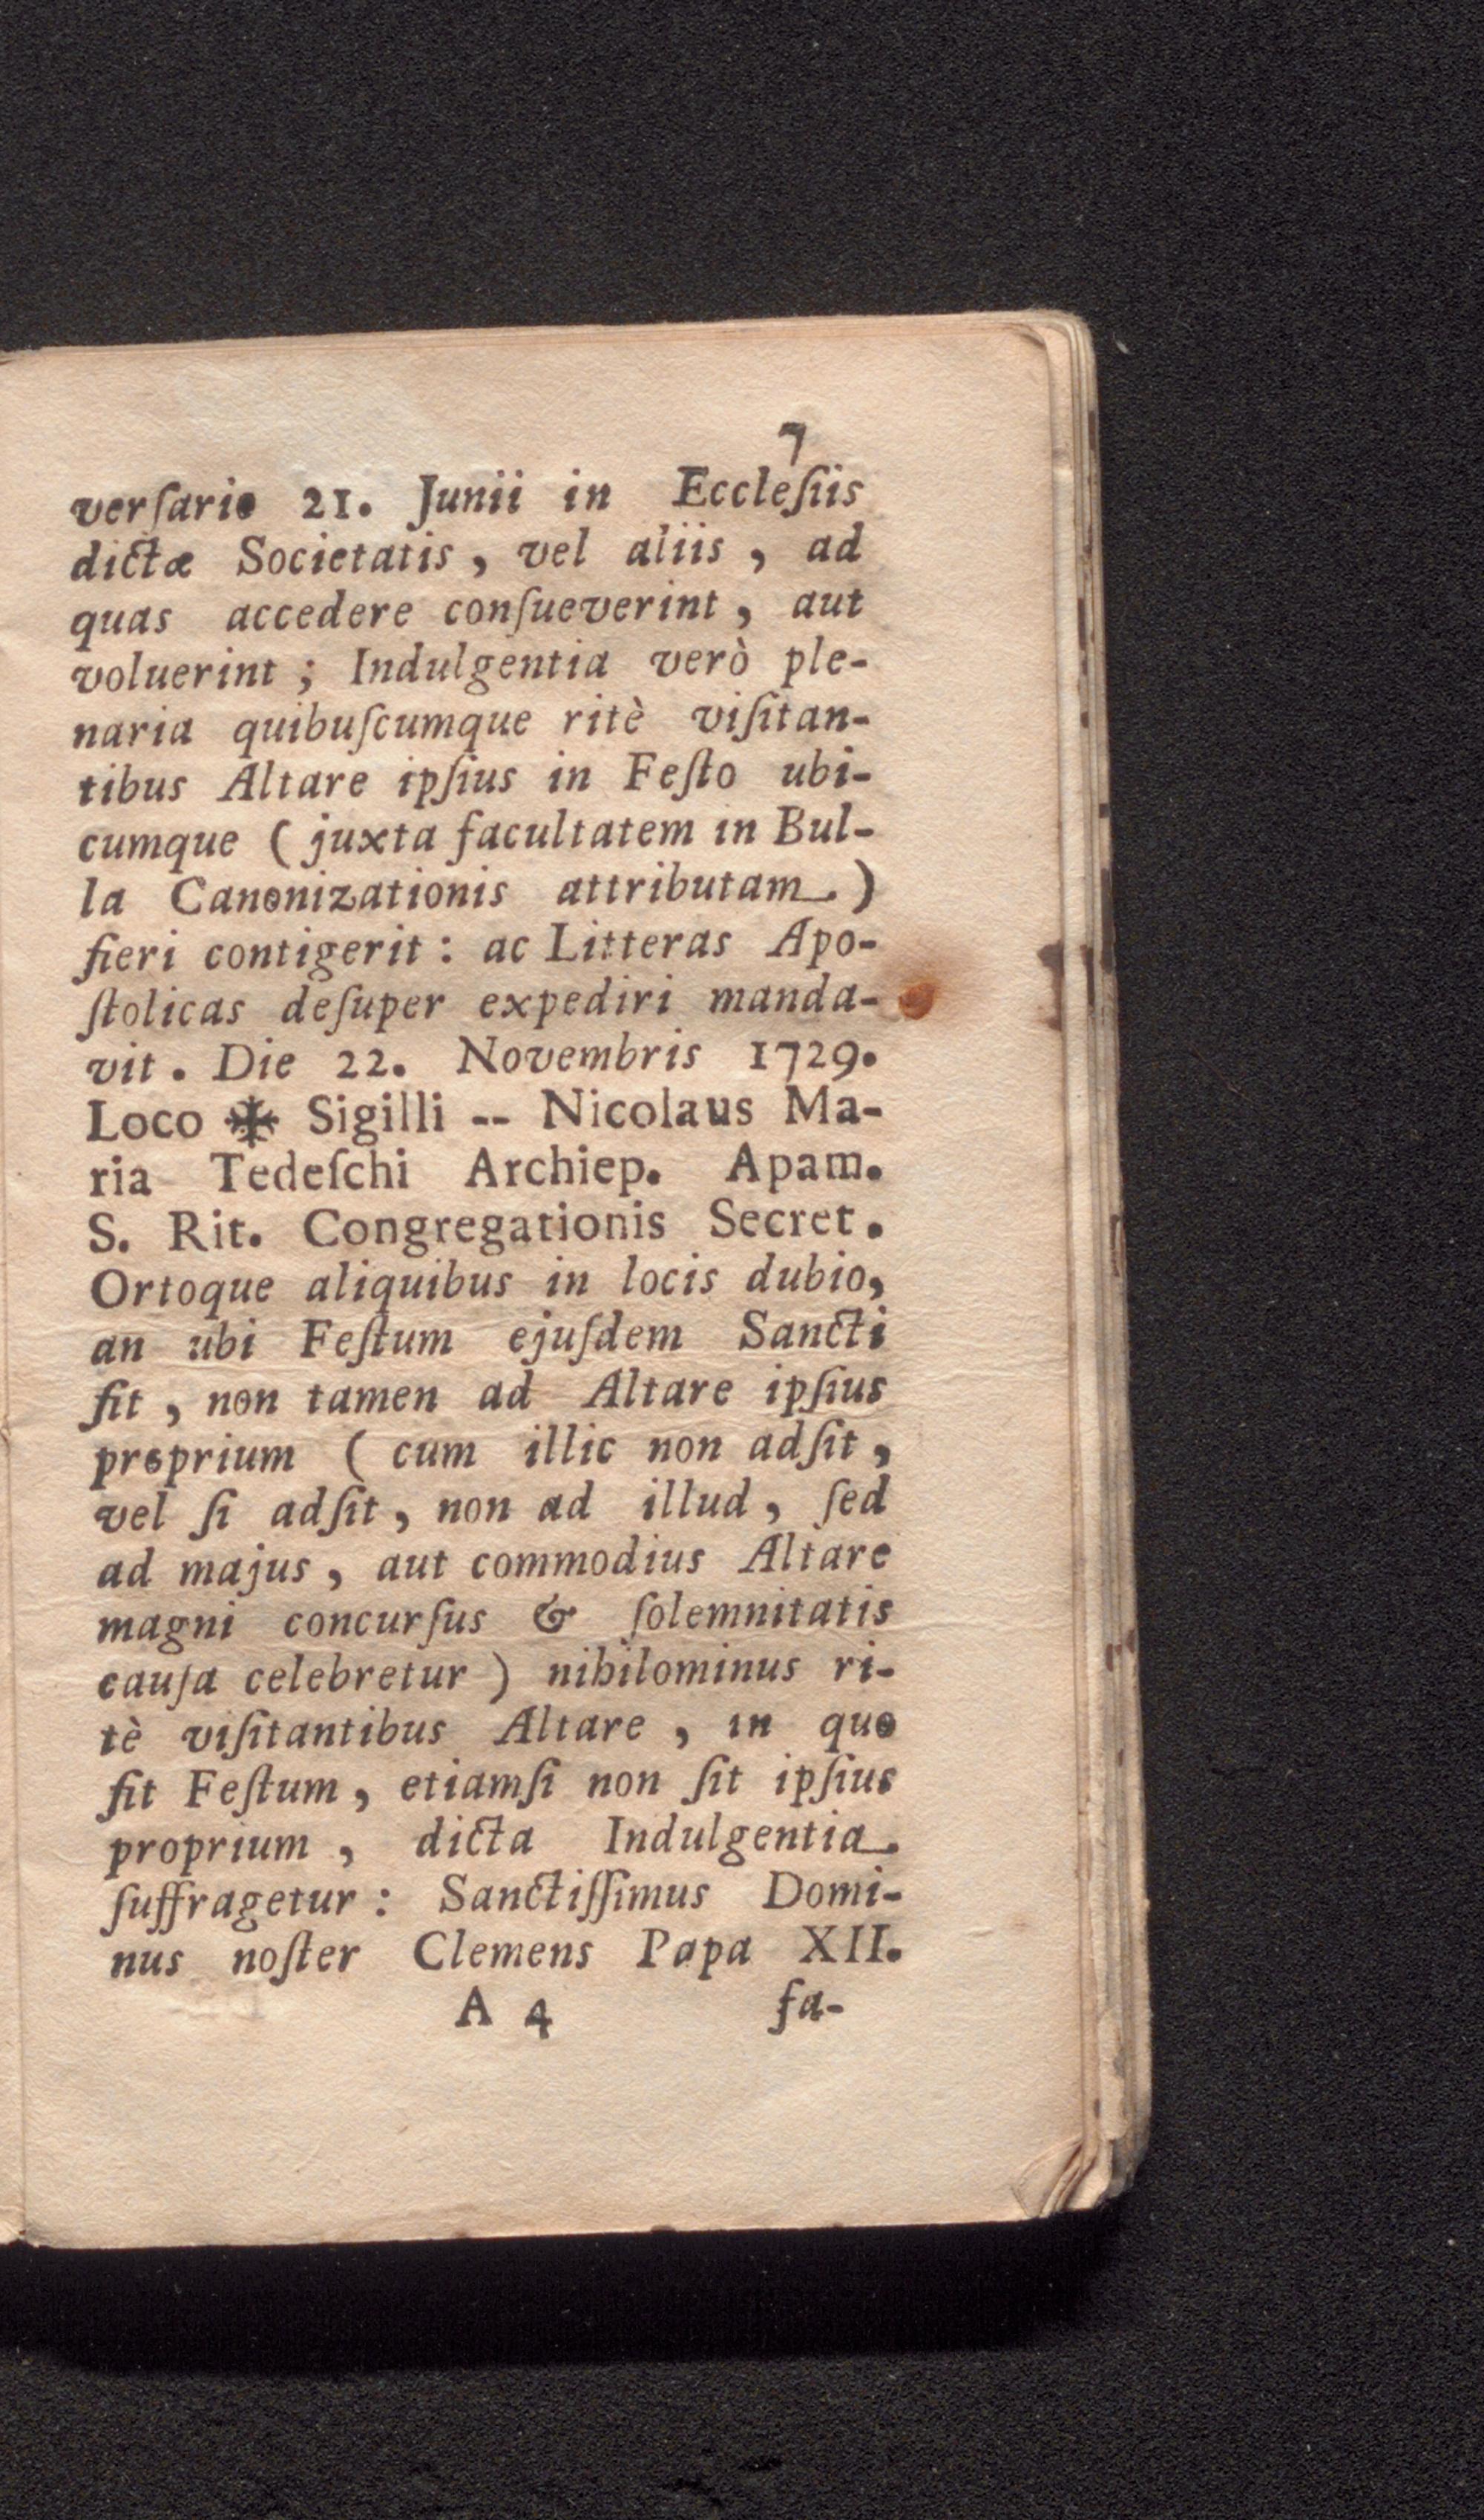 7
verſario 21. Junii in Eccleſiis
dictæ Societatis, vel aliis, ad
quas accedere conſueverint, aut
voluerint; Indulgentia verò ple-
naria quibuſcumque ritè viſitan-
tibus Altare ipſius in Feſto ubi-
cumque (juxta facultatem in Bul-
la Canonizationis attributam.)
fieri contigerit: ac Litteras Apo-
ſtolicas deſuper expediri manda-
vit. Die 22. Novembris 1729.
Loco ✠ Sigilli -- Nicolaus Ma-
ria Tedeſchi Archiep. Apam.
S. Rit. Congregationis Secret.
Ortoque aliquibus in locis dubio,
an ubi Feſtum ejuſdem Sancti
fit, non tamen ad Altare ipſius
proprium (cum illic non adſit,
vel ſi adſit, non ad illud, ſed
ad majus, aut commodius Altare
magni concurſus & ſolemnitatis
cauſa celebretur) nihilominus ri-
tè viſitantibus Altare, in quo
fit Feſtum, etiamſi non ſit ipſius
proprium, dicta Indulgentia.
ſuffragetur: Sanctiſſimus Domi-
nus noſter Clemens Papa XII.
A 4 fa-